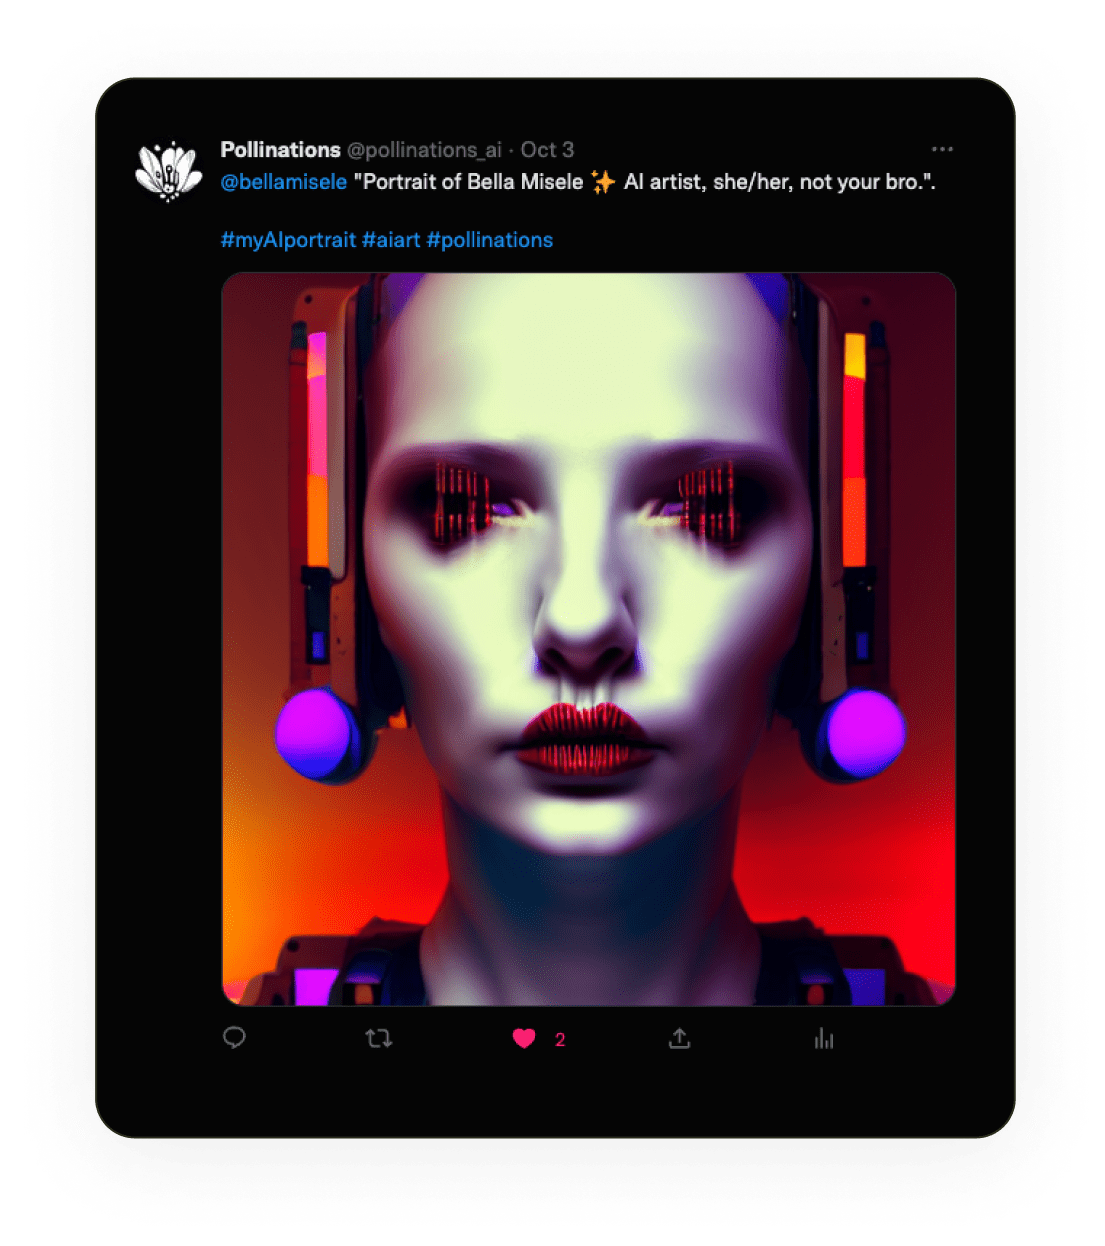 Pollinations @pollinations_ai · Oct 3
@bellamisele "Portrait of Bella Misele ✨ AI artist, she/her, not your bro.".
#myAIportrait #aiart #pollinations
2